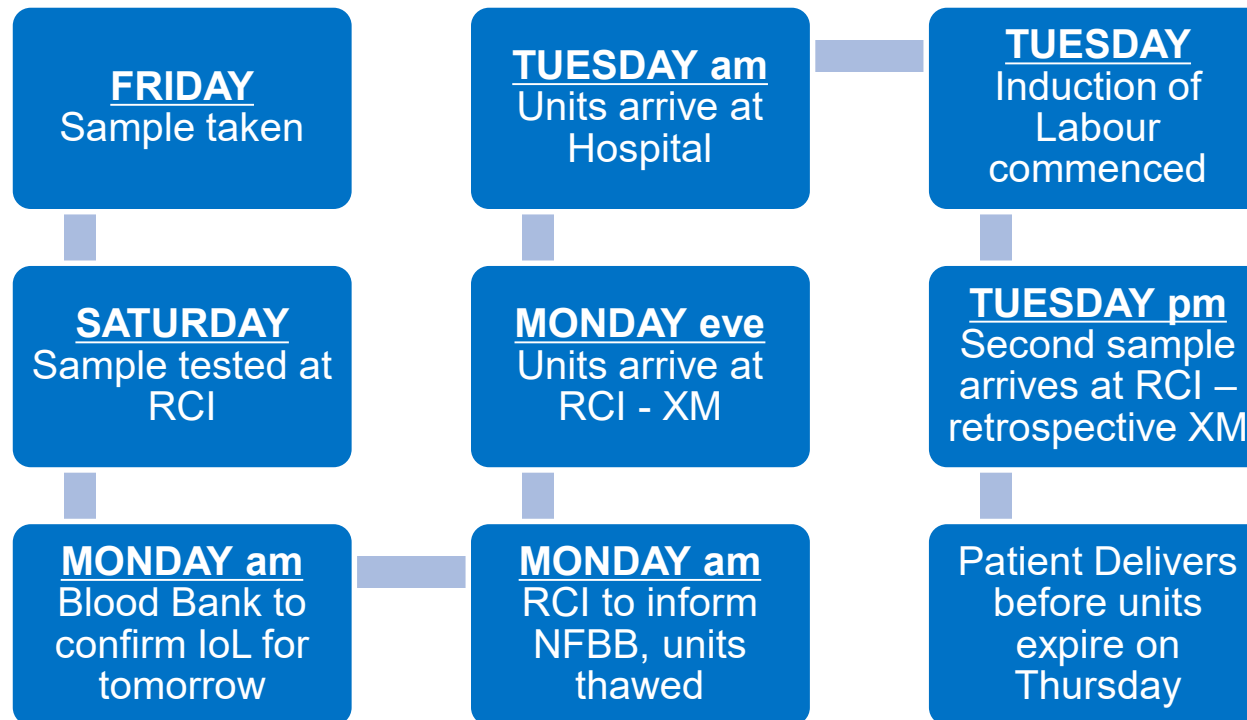 FRIDAY
Sample taken
SATURDAY
Sample tested at
RCI
MONDAY am
Blood Bank to
confirm IoL for
tomorrow
MONDAY am
RCI to inform
NFBB, units
thawed
MONDAY eve
Units arrive at
RCI - XM
TUESDAY am
Units arrive at
Hospital
TUESDAY
Induction of
Labour
commenced
TUESDAY pm
Second sample
arrives at RCI –
retrospective XM
Patient Delivers
before units
expire on
Thursday